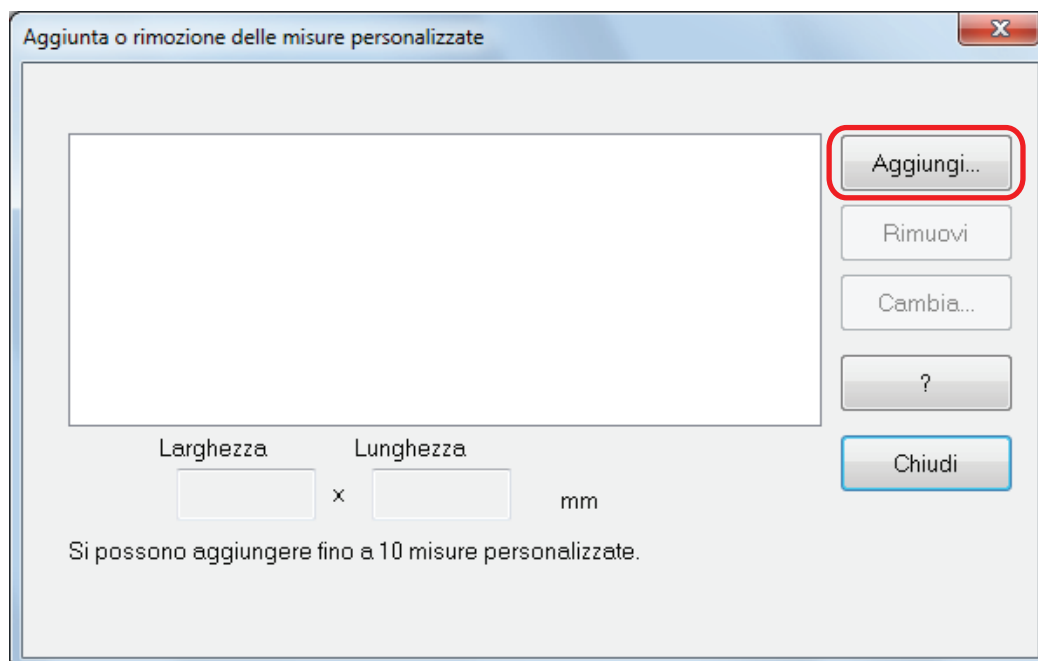 Aggiunta o rimozione delle misure personalizzate
x
Aggiungi...
Rimuovi
Cambia...
?
Chiudi
Larghezza Lunghezza
x mm
Si possono aggiungere fino a 10 misure personalizzate.